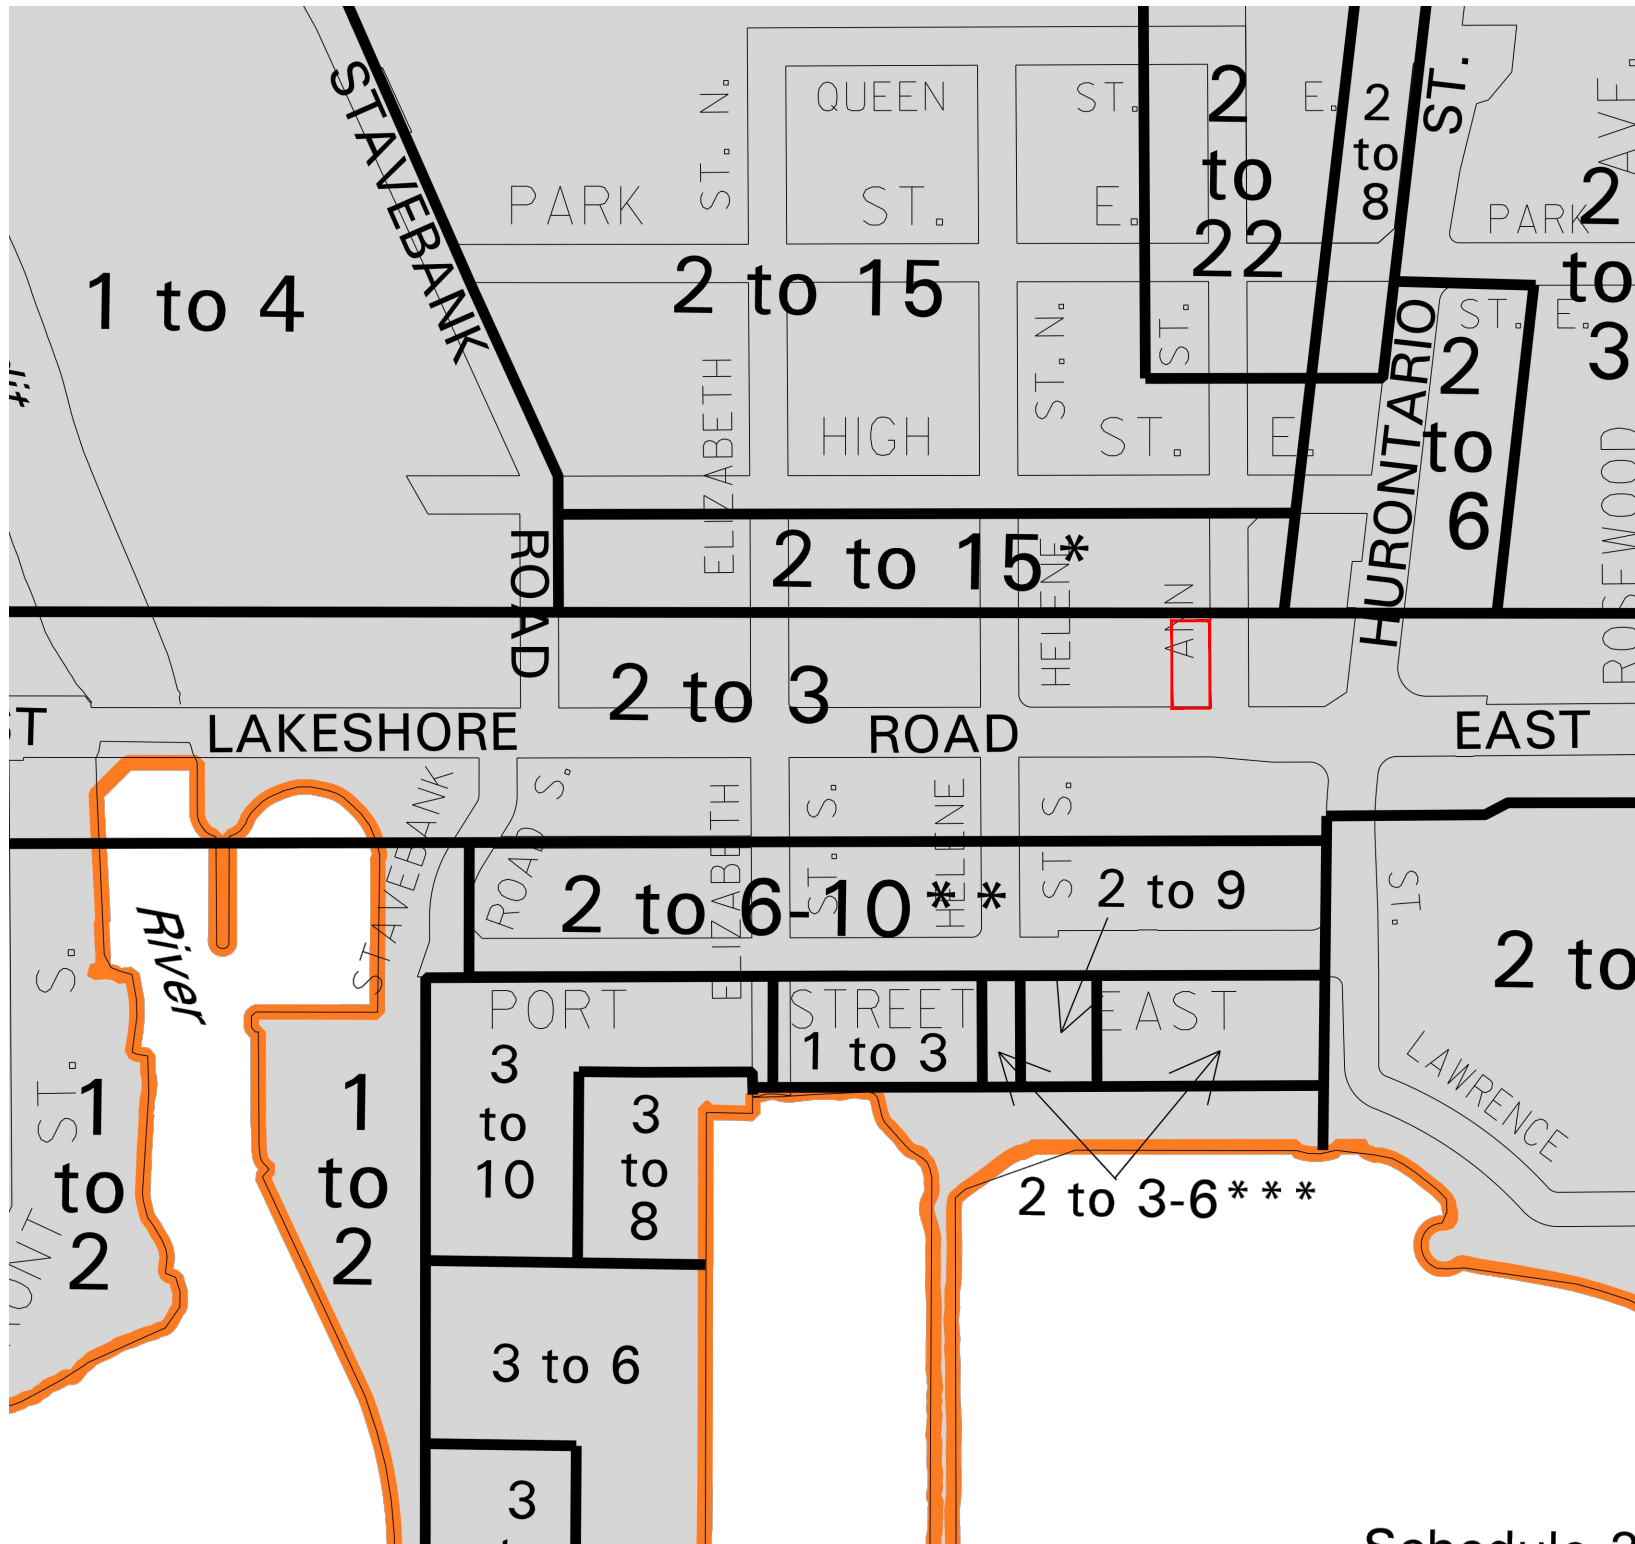 STAVEBANK
ROAD
ST. N.
QUEEN
ST.
E.
2
to
22
2
to
8
ST.
AVE.
PARK
ST.
E.
PARK
2
to
3
1 to 4
2 to 15
ST. N.
ST.
ST.
E.
HURONTARIO
2
to
6
ELIZABETH
HIGH
ST.
E.
ROSEWOOD
2 to 15*
HELENE
ANN
2 to 3
LAKESHORE
ROAD
EAST
STAVEBANK
ROAD S.
ELIZABETH
ST. S.
HELENE
ST. S.
2 to 6-10**
2 to 9
ST.
2 to
River
ST. S.
PORT
STREET
EAST
1 to 3
LAWRENCE
3
to
10
3
to
8
1
to
2
1
to
2
2 to 3-6***
3 to 6
3